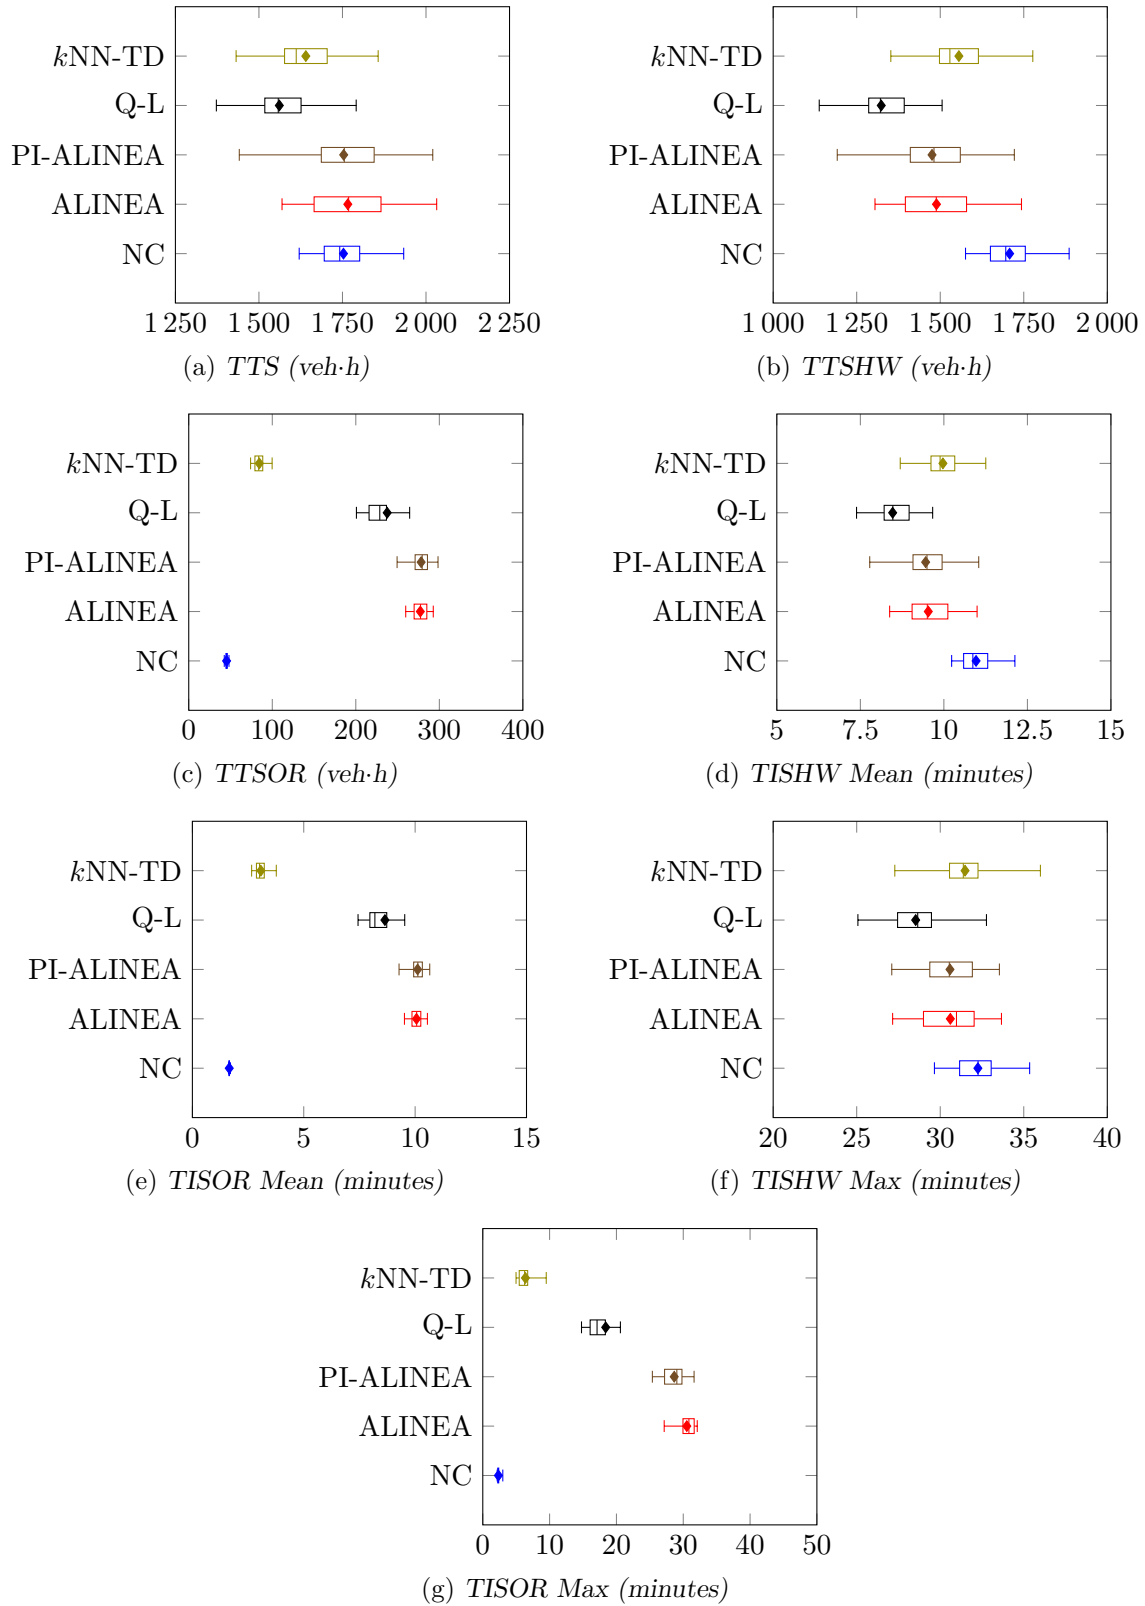 kNN-TD
Q-L
PI-ALINEA
ALINEA
NC
1 250 1 500 1 750 2 000 2 250
(a) TTS (veh·h)
kNN-TD
Q-L
PI-ALINEA
ALINEA
NC
1 000 1 250 1 500 1 750 2 000
(b) TTSHW (veh·h)
kNN-TD
Q-L
PI-ALINEA
ALINEA
NC
0 100 200 300 400
(c) TTSOR (veh·h)
kNN-TD
Q-L
PI-ALINEA
ALINEA
NC
5 7.5 10 12.5 15
(d) TISHW Mean (minutes)
kNN-TD
Q-L
PI-ALINEA
ALINEA
NC
0 5 10 15
(e) TISOR Mean (minutes)
kNN-TD
Q-L
PI-ALINEA
ALINEA
NC
20 25 30 35 40
(f) TISHW Max (minutes)
kNN-TD
Q-L
PI-ALINEA
ALINEA
NC
0 10 20 30 40 50
(g) TISOR Max (minutes)